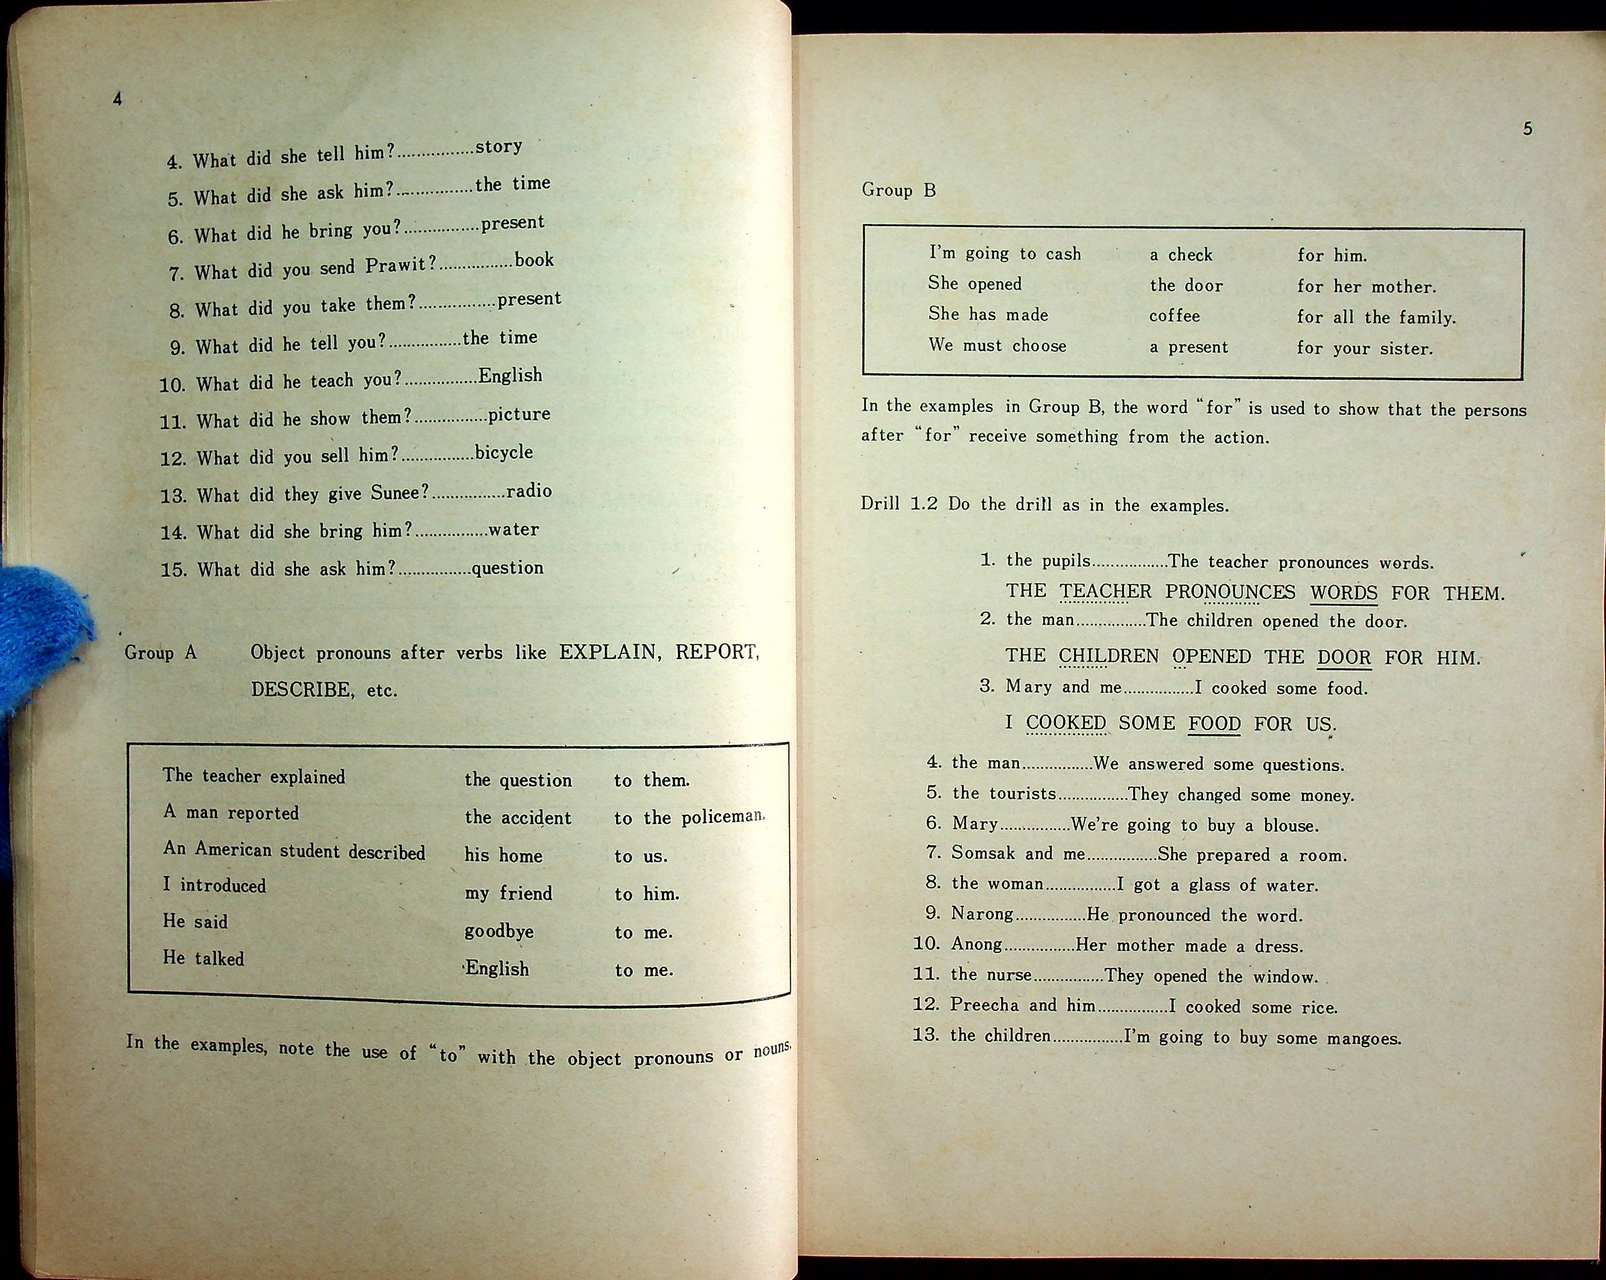 4
4. What did she tell him?...............story
5. What did she ask him?...............the time
6. What did he bring you?...............present
7. What did you send Prawit?...............book
8. What did you take them?...............present
9. What did he tell you?...............the time
10. What did he teach you?...............English
11. What did he show them?...............picture
12. What did you sell him?...............bicycle
13. What did they give Sunee?...............radio
14. What did she bring him?...............water
15. What did she ask him?...............question
Group A Object pronouns after verbs like EXPLAIN, REPORT,
DESCRIBE, etc.
The teacher explained the question to them.
A man reported the accident to the policeman.
An American student described his home to us.
I introduced my friend to him.
He said goodbye to me.
He talked English to me.
In the examples, note the use of “to” with the object pronouns or nouns.
5
Group B
I'm going to cash a check for him.
She opened the door for her mother.
She has made coffee for all the family.
We must choose a present for your sister.
In the examples in Group B, the word “for” is used to show that the persons
after “for” receive something from the action.
Drill 1.2 Do the drill as in the examples.
1. the pupils................The teacher pronounces words.
THE TEACHER PRONOUNCES WORDS FOR THEM.
2. the man...............The children opened the door.
THE CHILDREN OPENED THE DOOR FOR HIM.
3. Mary and me...............I cooked some food.
I COOKED SOME FOOD FOR US.
4. the man...............We answered some questions.
5. the tourists...............They changed some money.
6. Mary...............We're going to buy a blouse.
7. Somsak and me...............She prepared a room.
8. the woman...............I got a glass of water.
9. Narong...............He pronounced the word.
10. Anong...............Her mother made a dress.
11. the nurse...............They opened the window.
12. Preecha and him...............I cooked some rice.
13. the children...............I'm going to buy some mangoes.